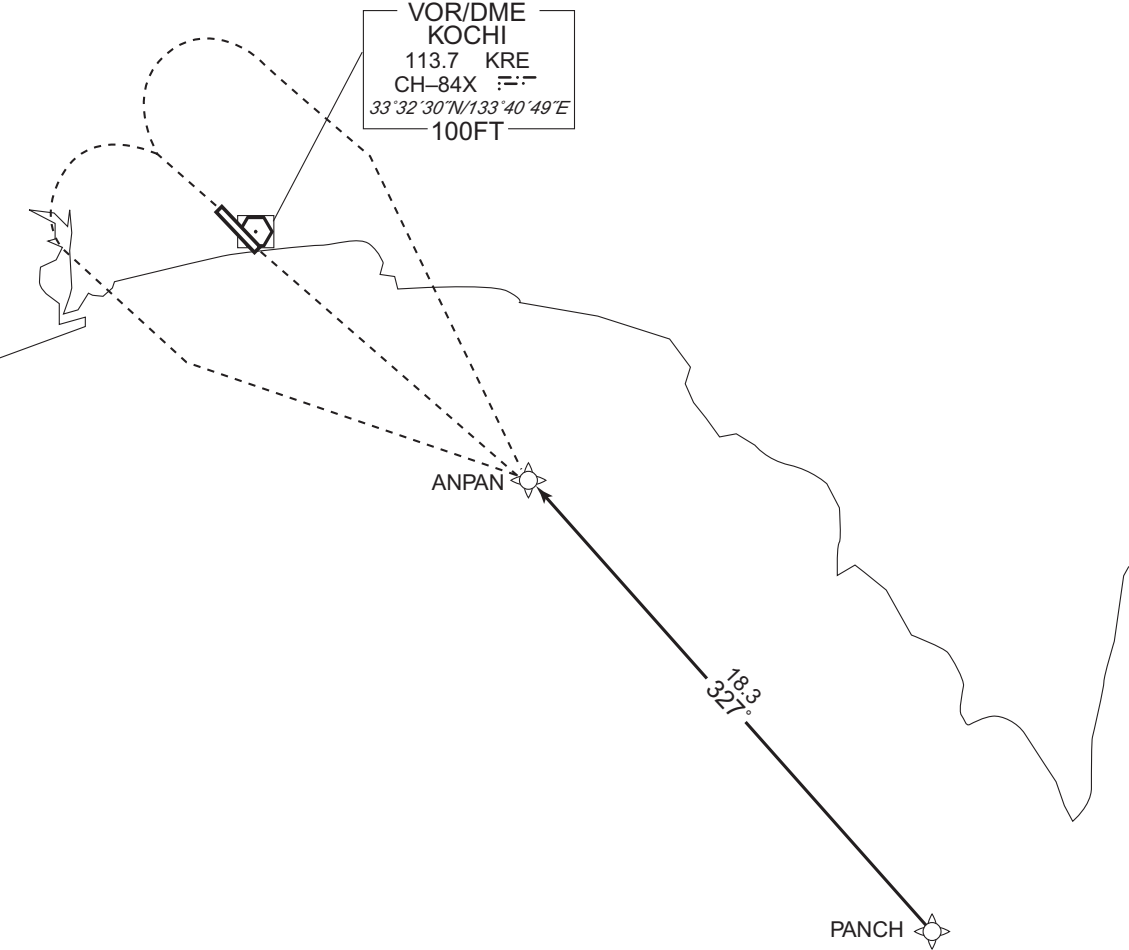 VOR/DME
KOCHI
113.7 KRE
CH–84X
33°32´30˝N/133°40´49˝E
100FT
ANPAN
18.3
327°
PANCH